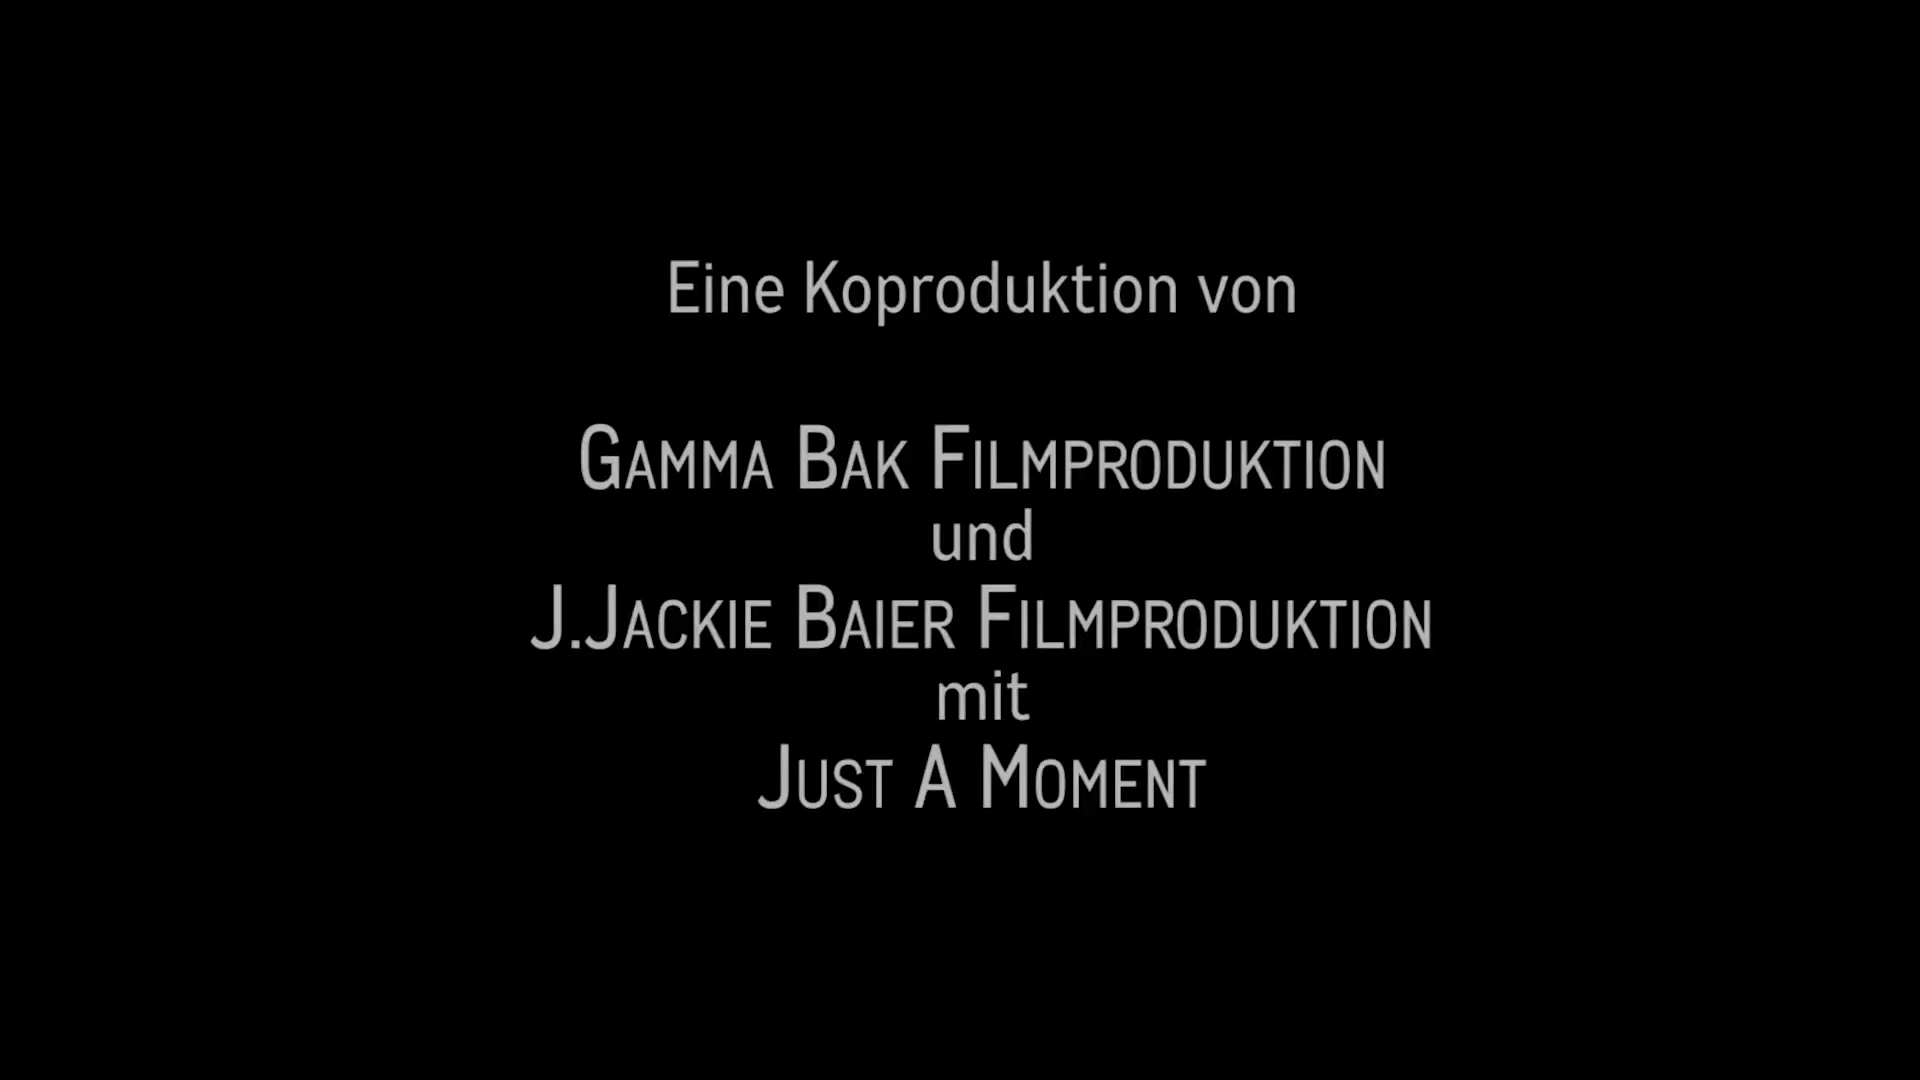 Eine Koproduktion von
Gamma Bak Filmproduktion
und
J.Jackie Baier Filmproduktion
mit
Just A Moment